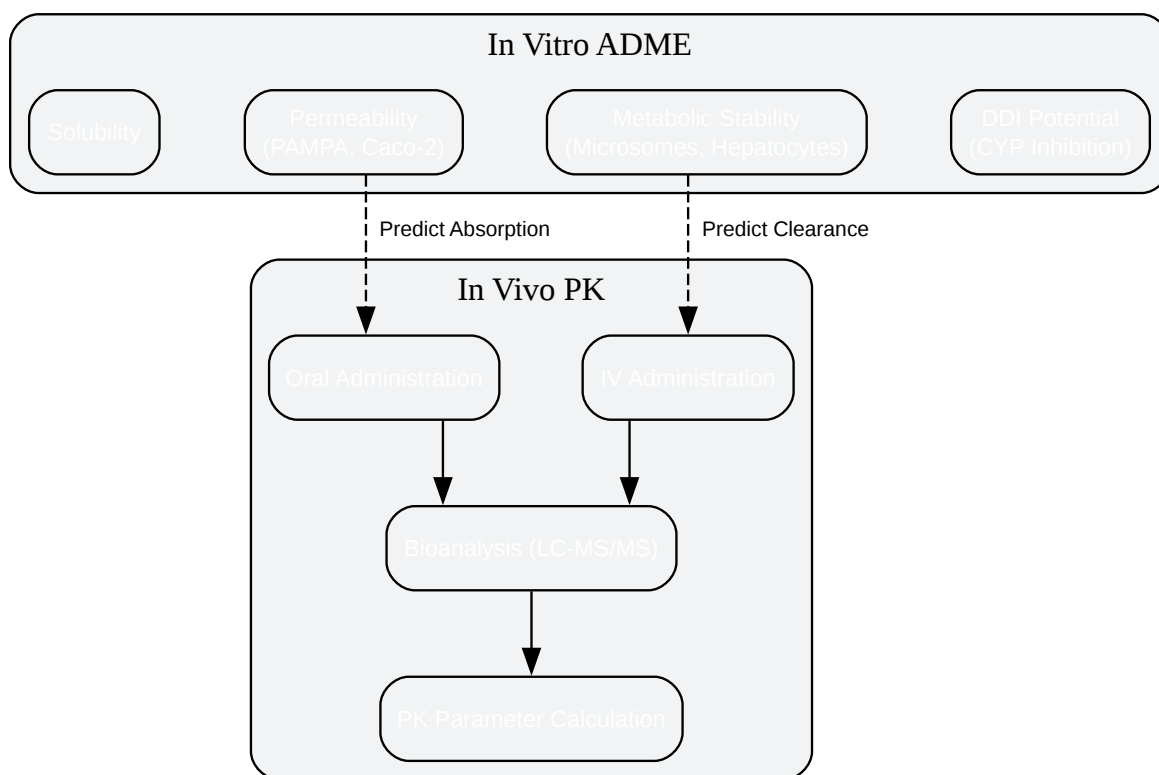 In Vitro ADME
Solubility
Permeability
(PAMPA, Caco-2)
Metabolic Stability
(Microsomes, Hepatocytes)
DDI Potential
(CYP Inhibition)
Predict Absorption
Predict Clearance
In Vivo PK
Oral Administration
IV Administration
Bioanalysis (LC-MS/MS)
PK Parameter Calculation